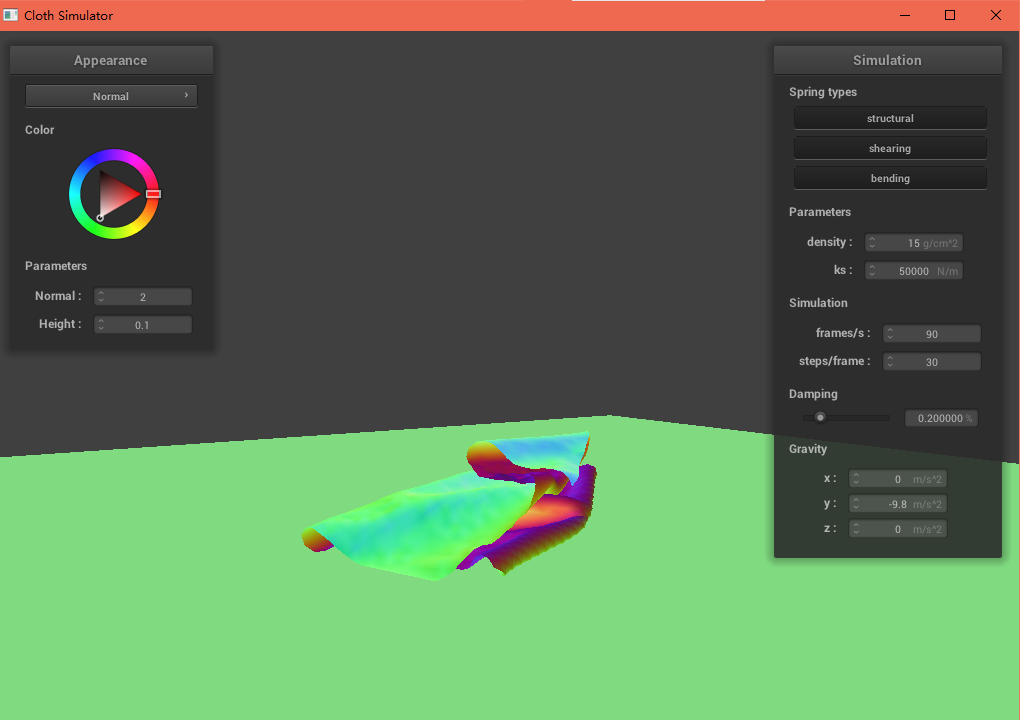 Cloth Simulator
Appearance
Normal
Color
Parameters
Normal : 2
Height : 0.1
Simulation
Spring types
structural
shearing
bending
Parameters
density : 15 g/cm^2
ks : 50000 N/m
Simulation
frames/s : 90
steps/frame : 30
Damping
0.200000 %
Gravity
x : 0 m/s^2
y : -9.8 m/s^2
z : 0 m/s^2